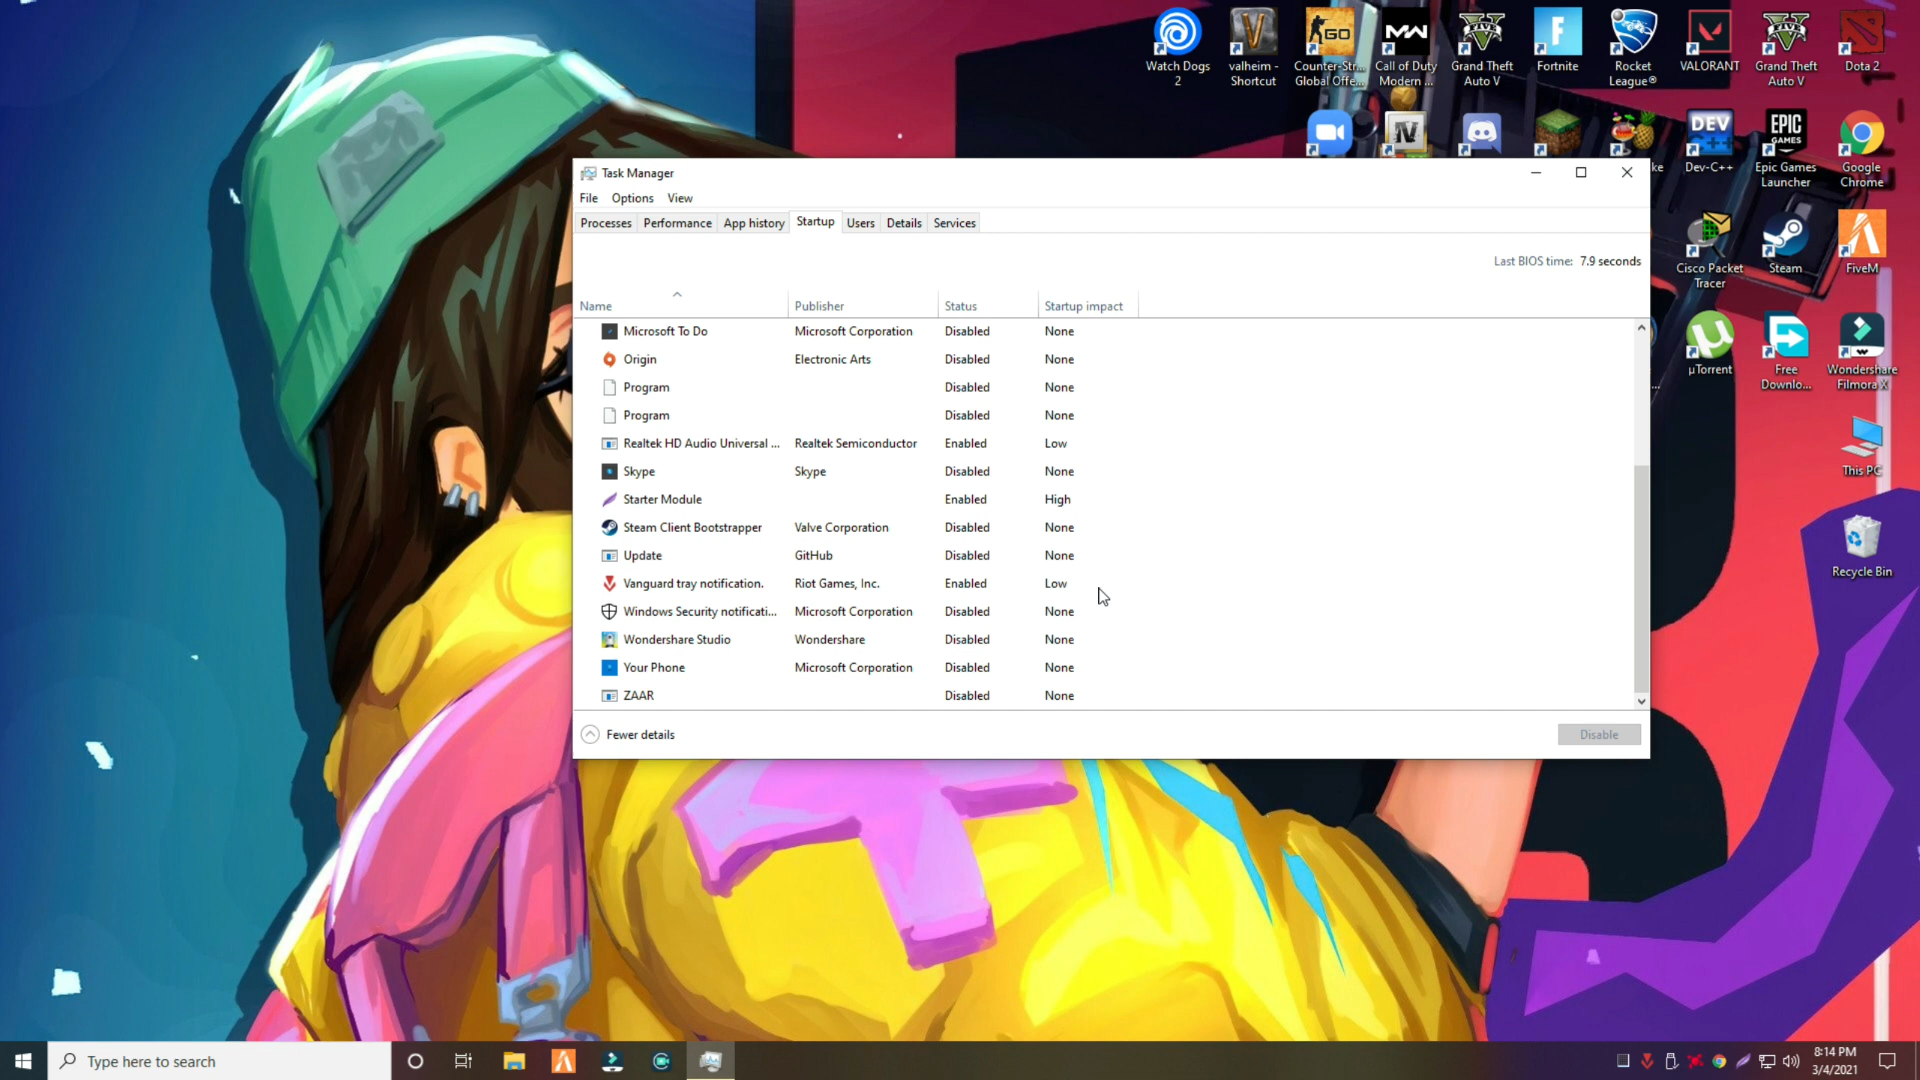 Watch Dogs
2
valheim -
Shortcut
Counter-Str...
Global Offe...
Call of Duty
Modern ...
Grand Theft
Auto V
Fortnite
Rocket
League®
VALORANT
Grand Theft
Auto V
Dota 2
GO
MW
DEV
C++
EPIC
GAMES
ke
Dev-C++
Epic Games
Launcher
Google
Chrome
Cisco Packet
Tracer
Steam
FiveM
µTorrent
Free
Downlo...
Wondershare
Filmora X
This PC
Recycle Bin
Task Manager
File Options View
Processes Performance App history Startup Users Details Services
Last BIOS time: 7.9 seconds
Name Publisher Status Startup impact
Microsoft To Do Microsoft Corporation Disabled None
Origin Electronic Arts Disabled None
Program Disabled None
Program Disabled None
Realtek HD Audio Universal ... Realtek Semiconductor Enabled Low
Skype Skype Disabled None
Starter Module Enabled High
Steam Client Bootstrapper Valve Corporation Disabled None
Update GitHub Disabled None
Vanguard tray notification. Riot Games, Inc. Enabled Low
Windows Security notificati... Microsoft Corporation Disabled None
Wondershare Studio Wondershare Disabled None
Your Phone Microsoft Corporation Disabled None
ZAAR Disabled None
Fewer details
Disable
Type here to search
8:14 PM
3/4/2021